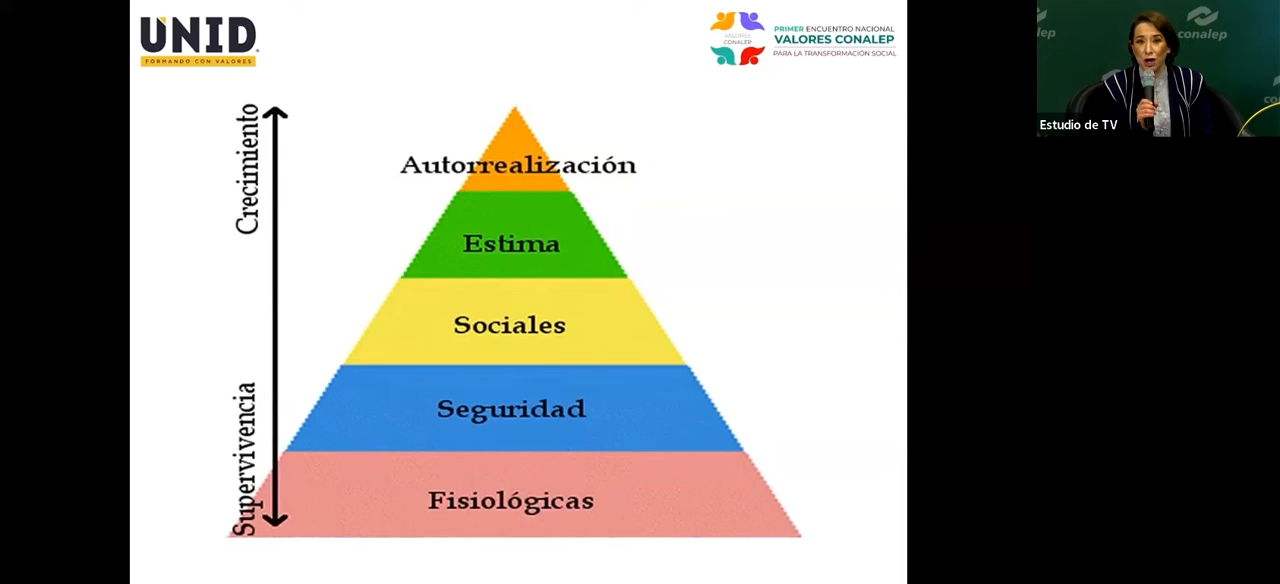 UNID
FORMANDO CON VALORES
VALORES
CONALEP
PRIMER ENCUENTRO NACIONAL
VALORES CONALEP
PARA LA TRANSFORMACIÓN SOCIAL
Crecimiento
Supervivencia
Autorrealización
Estima
Sociales
Seguridad
Fisiológicas
conalep
Estudio de TV